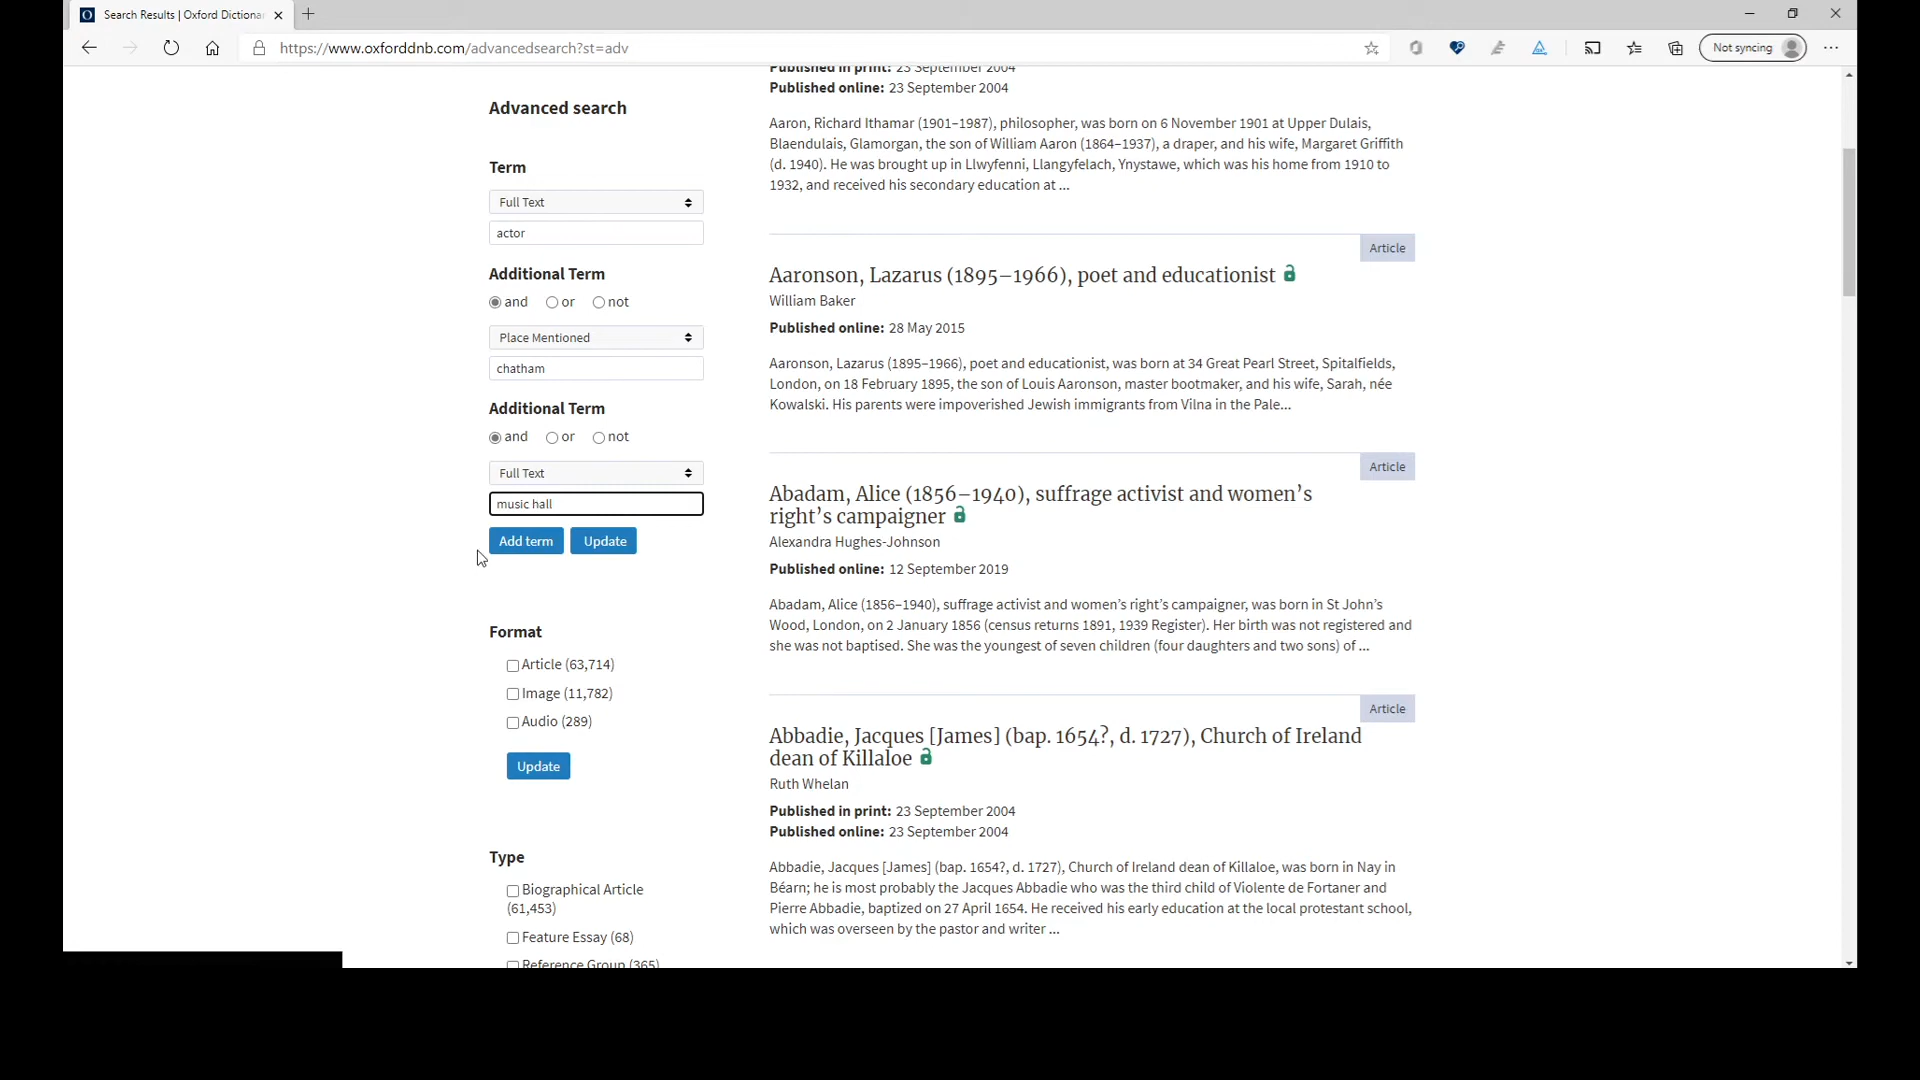 Search Results | Oxford Dictionar
https://www.oxforddnb.com/advancedsearch?st=adv
Not syncing
Advanced search
Term
Full Text
actor
Additional Term
and or not
Place Mentioned
chatham
Additional Term
and or not
Full Text
music hall
Add term Update
Format
Article (63,714)
Image (11,782)
Audio (289)
Update
Type
Biographical Article
(61,453)
Feature Essay (68)
Reference Group (365)
Published in print: 23 September 2004
Published online: 23 September 2004
Aaron, Richard Ithamar (1901–1987), philosopher, was born on 6 November 1901 at Upper Dulais,
Blaendulais, Glamorgan, the son of William Aaron (1864–1937), a draper, and his wife, Margaret Griffith
(d. 1940). He was brought up in Llwyfenni, Llangyfelach, Ynystawe, which was his home from 1910 to
1932, and received his secondary education at ...
Article
Aaronson, Lazarus (1895–1966), poet and educationist
William Baker
Published online: 28 May 2015
Aaronson, Lazarus (1895–1966), poet and educationist, was born at 34 Great Pearl Street, Spitalfields,
London, on 18 February 1895, the son of Louis Aaronson, master bootmaker, and his wife, Sarah, née
Kowalski. His parents were impoverished Jewish immigrants from Vilna in the Pale...
Article
Abadam, Alice (1856–1940), suffrage activist and women’s
right’s campaigner
Alexandra Hughes-Johnson
Published online: 12 September 2019
Abadam, Alice (1856–1940), suffrage activist and women’s right’s campaigner, was born in St John’s
Wood, London, on 2 January 1856 (census returns 1891, 1939 Register). Her birth was not registered and
she was not baptised. She was the youngest of seven children (four daughters and two sons) of ...
Article
Abbadie, Jacques [James] (bap. 1654?, d. 1727), Church of Ireland
dean of Killaloe
Ruth Whelan
Published in print: 23 September 2004
Published online: 23 September 2004
Abbadie, Jacques [James] (bap. 1654?, d. 1727), Church of Ireland dean of Killaloe, was born in Nay in
Béarn; he is most probably the Jacques Abbadie who was the third child of Violente de Fortaner and
Pierre Abbadie, baptized on 27 April 1654. He received his early education at the local protestant school,
which was overseen by the pastor and writer ...